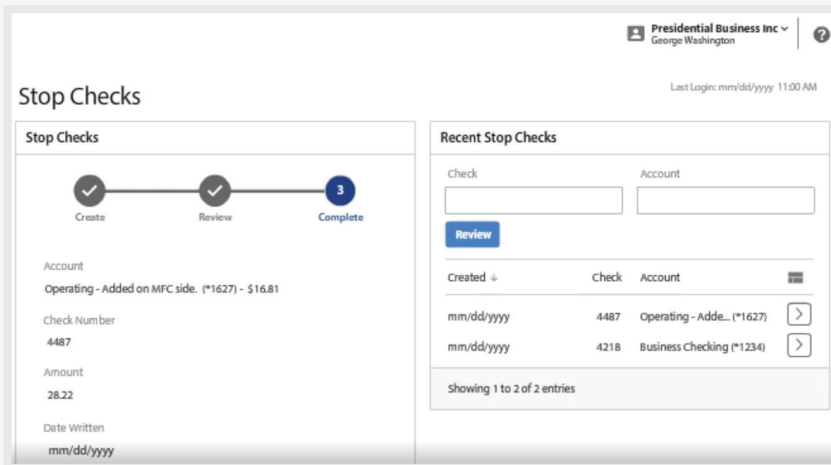 Presidential Business Inc
George Washington
Last Login: mm/dd/yyyy 11:00 AM
Stop Checks
Stop Checks
3
Create
Review
Complete
Account
Operating - Added on MFC side. (*1627) - $16.81
Check Number
4487
Amount
28.22
Date Written
mm/dd/yyyy
Recent Stop Checks
Check Account
Review
Created Check Account
mm/dd/yyyy 4487 Operating - Adde... (*1627)
mm/dd/yyyy 4218 Business Checking (*1234)
Showing 1 to 2 of 2 entries